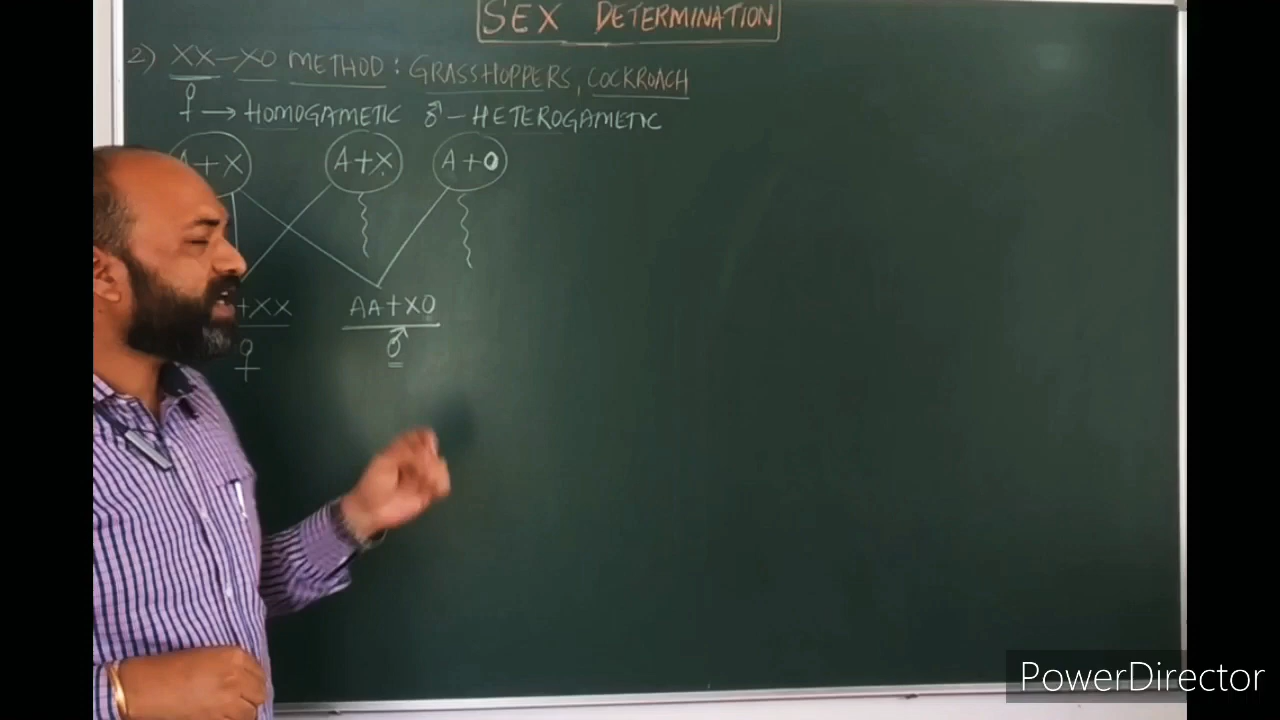 SEX DETERMINATION
2) XX-XO METHOD: GRASSHOPPERS, COCKROACH
♀ → HOMOGAMETIC ♂ - HETEROGAMETIC
A+X A+X A+O
+XX AA+XO
♀ ♂
PowerDirector